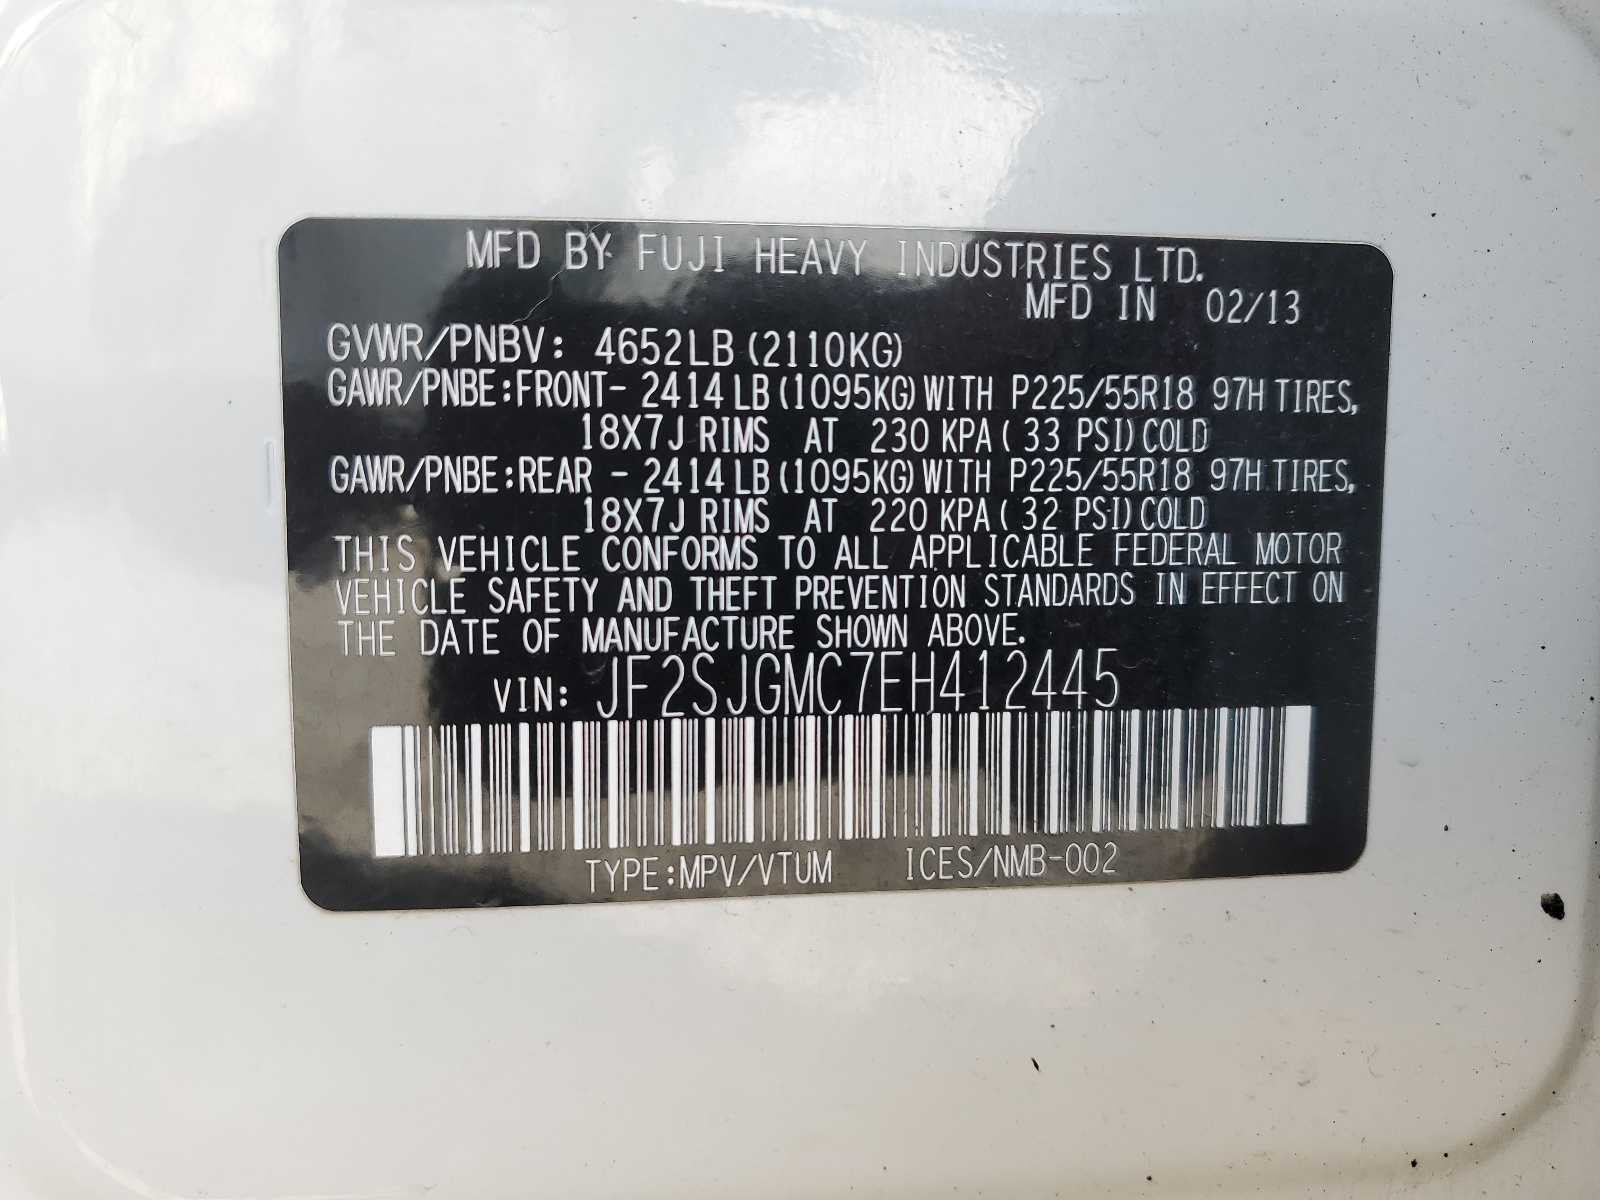 MFD BY FUJI HEAVY INDUSTRIES LTD.
MFD IN 02/13
GVWR/PNBV: 4652LB (2110KG)
GAWR/PNBE:FRONT- 2414LB (1095KG) WITH P225/55R18 97H TIRES,
18X7J RIMS AT 230 KPA ( 33 PSI) COLD
GAWR/PNBE:REAR - 2414LB (1095KG) WITH P225/55R18 97H TIRES,
18X7J RIMS AT 220 KPA ( 32 PSI) COLD
THIS VEHICLE CONFORMS TO ALL APPLICABLE FEDERAL MOTOR
VEHICLE SAFETY AND THEFT PREVENTION STANDARDS IN EFFECT ON
THE DATE OF MANUFACTURE SHOWN ABOVE.
VIN: JF2SJGMC7EH412445
TYPE:MPV/VTUM ICES/NMB-002